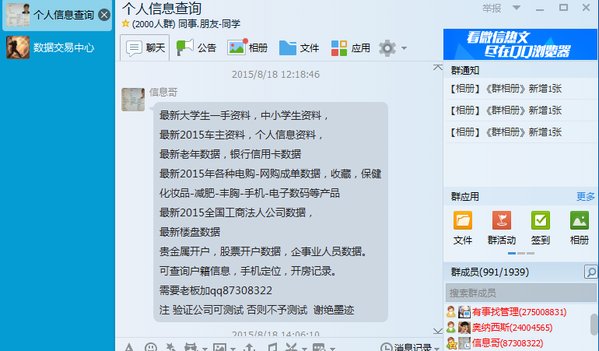 个人信息查询
数据交易中心
个人信息查询
(2000人群) 同事.朋友-同学
举报
聊天
公告
相册
文件
应用
2015/8/18 12:18:46
信息哥
最新大学生一手资料，中小学生资料，
最新2015车主资料，个人信息资料，
最新老年数据，银行信用卡数据
最新2015年各种电购-网购成单数据，收藏，保健
化妆品-减肥-丰胸-手机-电子数码等产品
最新2015全国工商法人公司数据，
最新楼盘数据
贵金属开户，股票开户数据，企事业人员数据。
可查询户籍信息，手机定位，开房记录。
需要老板加qq87308322
注 验证公司可测试 否则不予测试 谢绝墨迹
2015/8/18 14:06:10
消息记录
看微信热文
尽在QQ浏览器
群通知
【相册】《群相册》新增1张
【相册】《群相册》新增1张
【相册】《群相册》新增1张
群应用
更多
文件
群活动
签到
相册
群成员(991/1939)
搜索群成员
有事找管理(275008831)
奥纳西斯(24004565)
信息哥(87308322)